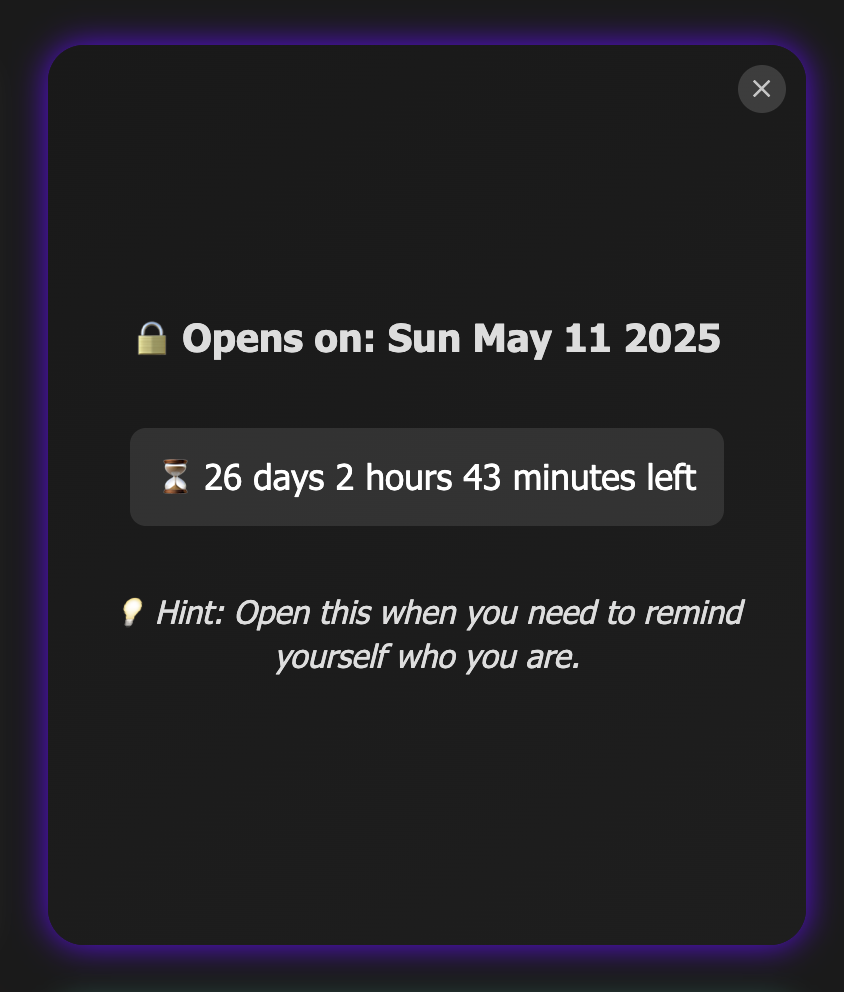 🔒 Opens on: Sun May 11 2025
⏳ 26 days 2 hours 43 minutes left
💡 Hint: Open this when you need to remind
yourself who you are.